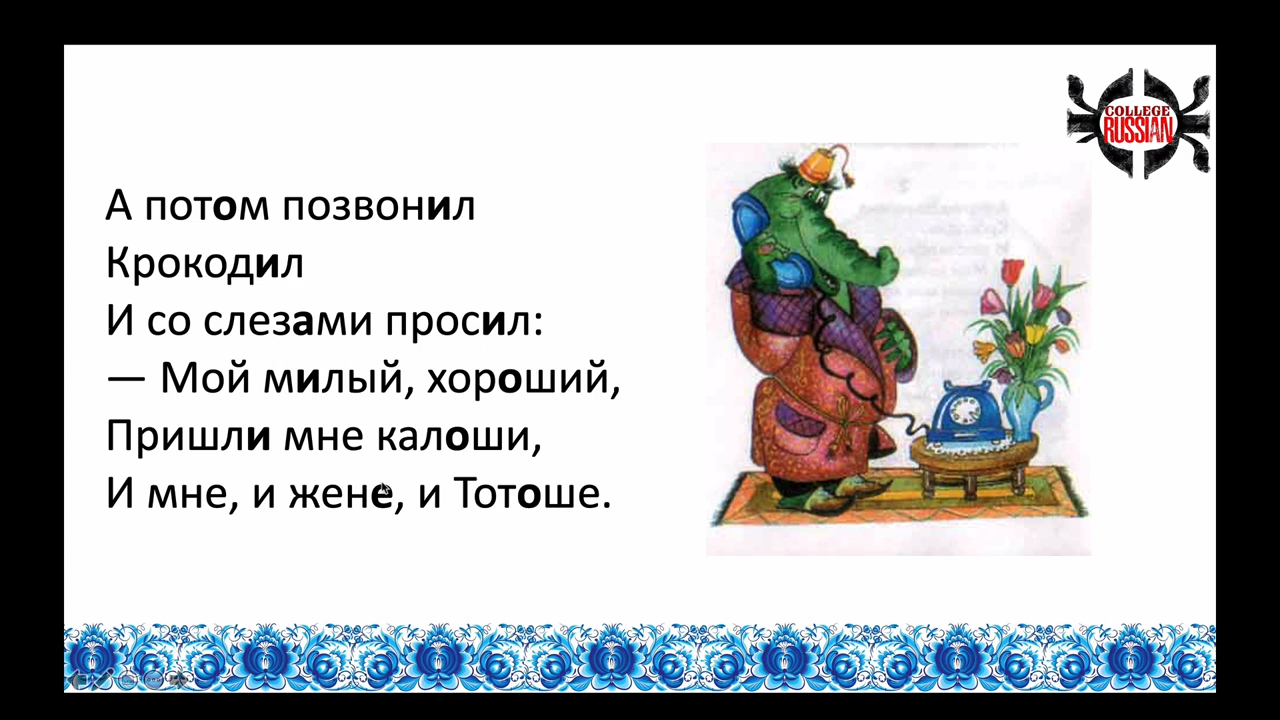 COLLEGE
RUSSIAN
А потом позвонил
Крокодил
И со слезами просил:
— Мой милый, хороший,
Пришли мне калоши,
И мне, и жене, и Тотоше.